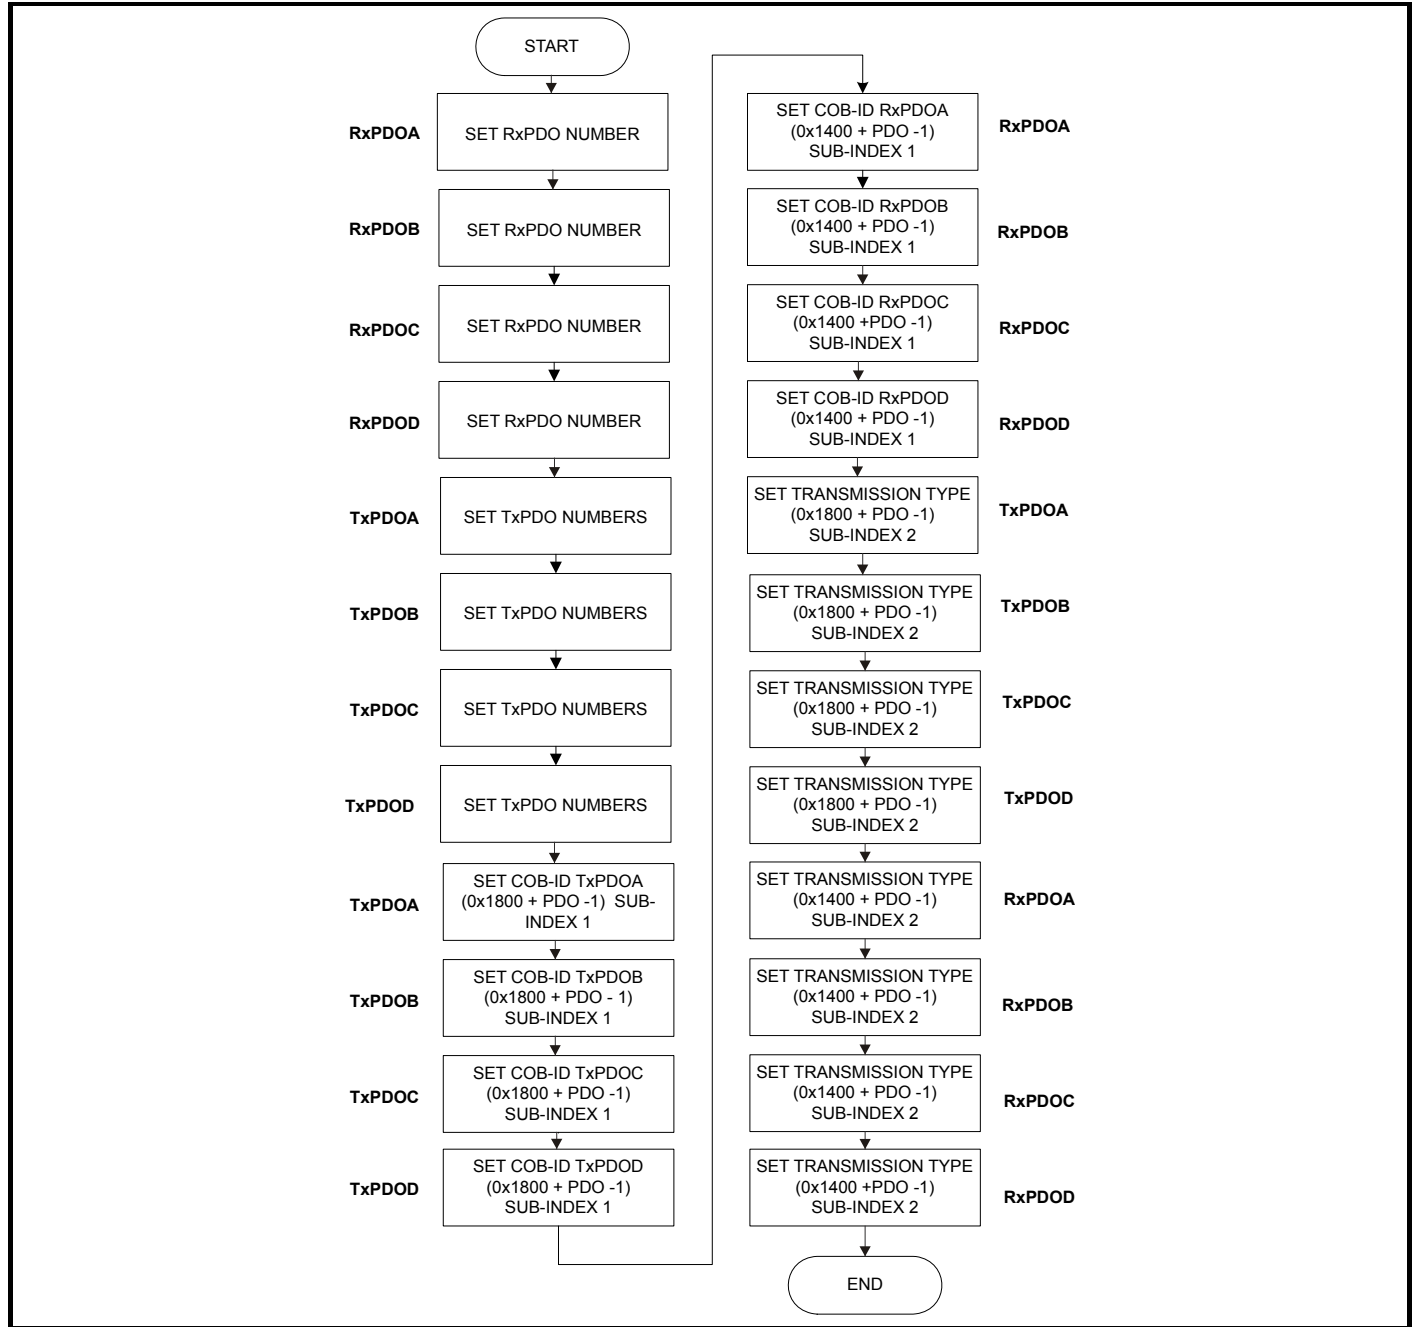 START
RxPDOA
SET RxPDO NUMBER
RxPDOB
SET RxPDO NUMBER
RxPDOC
SET RxPDO NUMBER
RxPDOD
SET RxPDO NUMBER
TxPDOA
SET TxPDO NUMBERS
TxPDOB
SET TxPDO NUMBERS
TxPDOC
SET TxPDO NUMBERS
TxPDOD
SET TxPDO NUMBERS
TxPDOA
SET COB-ID TxPDOA
(0x1800 + PDO -1) SUB-
INDEX 1
TxPDOB
SET COB-ID TxPDOB
(0x1800 + PDO - 1)
SUB-INDEX 1
TxPDOC
SET COB-ID TxPDOC
(0x1800 + PDO -1)
SUB-INDEX 1
TxPDOD
SET COB-ID TxPDOD
(0x1800 + PDO -1)
SUB-INDEX 1
SET COB-ID RxPDOA
(0x1400 + PDO -1)
SUB-INDEX 1
RxPDOA
SET COB-ID RxPDOB
(0x1400 + PDO -1)
SUB-INDEX 1
RxPDOB
SET COB-ID RxPDOC
(0x1400 +PDO -1)
SUB-INDEX 1
RxPDOC
SET COB-ID RxPDOD
(0x1400 + PDO -1)
SUB-INDEX 1
RxPDOD
SET TRANSMISSION TYPE
(0x1800 + PDO -1)
SUB-INDEX 2
TxPDOA
SET TRANSMISSION TYPE
(0x1800 + PDO -1)
SUB-INDEX 2
TxPDOB
SET TRANSMISSION TYPE
(0x1800 + PDO -1)
SUB-INDEX 2
TxPDOC
SET TRANSMISSION TYPE
(0x1800 + PDO -1)
SUB-INDEX 2
TxPDOD
SET TRANSMISSION TYPE
(0x1400 + PDO -1)
SUB-INDEX 2
RxPDOA
SET TRANSMISSION TYPE
(0x1400 + PDO -1)
SUB-INDEX 2
RxPDOB
SET TRANSMISSION TYPE
(0x1400 + PDO -1)
SUB-INDEX 2
RxPDOC
SET TRANSMISSION TYPE
(0x1400 +PDO -1)
SUB-INDEX 2
RxPDOD
END